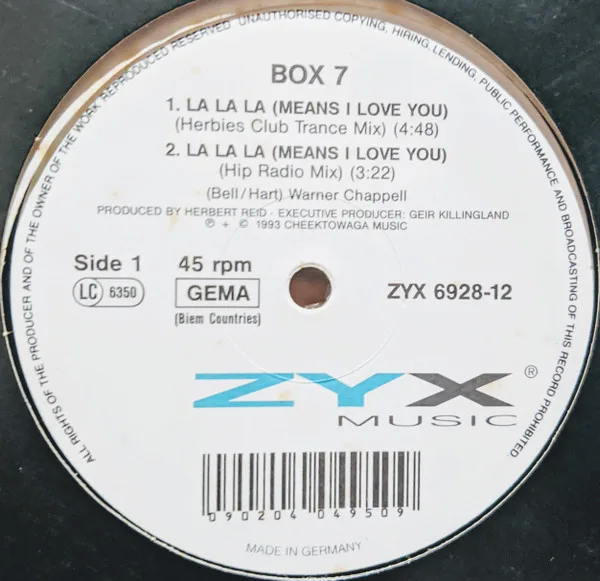 ALL RIGHTS OF THE PRODUCER AND OF THE OWNER OF THE WORK REPRODUCED RESERVED UNAUTHORISED COPYING, HIRING, LENDING, PUBLIC PERFORMANCE AND BROADCASTING OF THIS RECORD PROHIBITED.
BOX 7
1. LA LA LA (MEANS I LOVE YOU)
(Herbies Club Trance Mix) (4:48)
2. LA LA LA (MEANS I LOVE YOU)
(Hip Radio Mix) (3:22)
(Bell/Hart) Warner Chappell
PRODUCED BY HERBERT REID · EXECUTIVE PRODUCER: GEIR KILLINGLAND
℗ + © 1993 CHEEKTOWAGA MUSIC
Side 1 45 rpm
LC 6350 GEMA ZYX 6928-12
(Biem Countries)
ZYX ®
MUSIC
090204 049509
MADE IN GERMANY